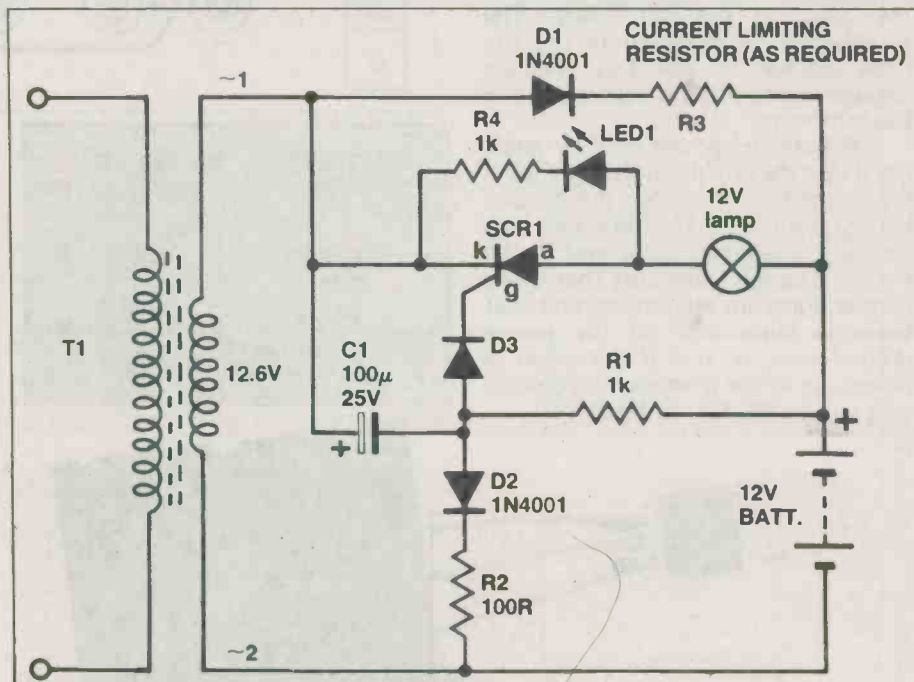 CURRENT LIMITING
RESISTOR (AS REQUIRED)
D1
1N4001
~1
R3
R4
1k
LED1
12V
lamp
SCR1
k
a
g
T1
12.6V
C1
100μ
25V
+
D3
R1
1k
+
D2
1N4001
12V
BATT.
R2
100R
~2